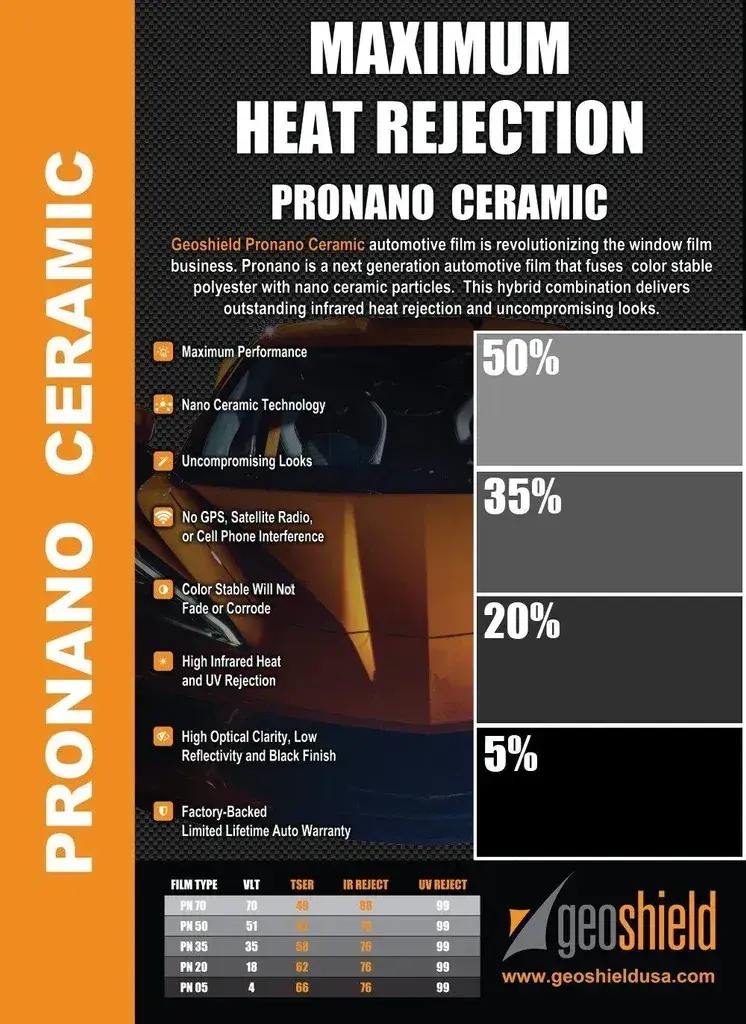 PRONANO CERAMIC
MAXIMUM
HEAT REJECTION
PRONANO CERAMIC
Geoshield Pronano Ceramic automotive film is revolutionizing the window film
business. Pronano is a next generation automotive film that fuses color stable
polyester with nano ceramic particles. This hybrid combination delivers
outstanding infrared heat rejection and uncompromising looks.
Maximum Performance
Nano Ceramic Technology
Uncompromising Looks
No GPS, Satellite Radio,
or Cell Phone Interference
Color Stable Will Not
Fade or Corrode
High Infrared Heat
and UV Rejection
High Optical Clarity, Low
Reflectivity and Black Finish
Factory-Backed
Limited Lifetime Auto Warranty
50%
35%
20%
5%
FILM TYPE VLT TSER IR REJECT UV REJECT
PN 70 70 49 88 99
PN 50 51 99
PN 35 35 58 76 99
PN 20 18 62 76 99
PN 05 4 66 76 99
geoshield
www.geoshieldusa.com